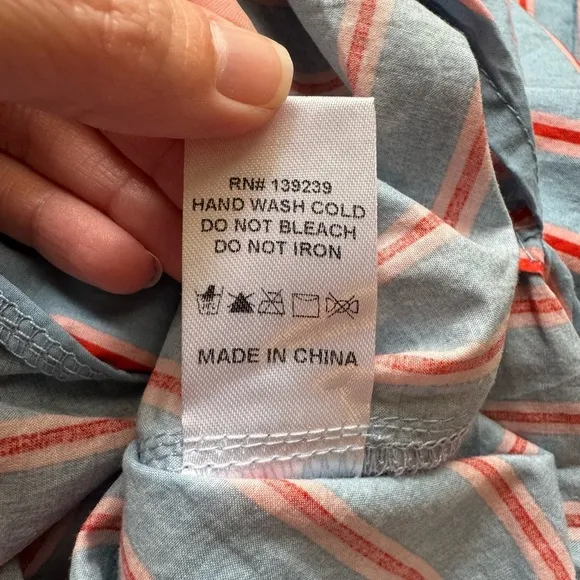 RN# 139239
HAND WASH COLD
DO NOT BLEACH
DO NOT IRON
MADE IN CHINA